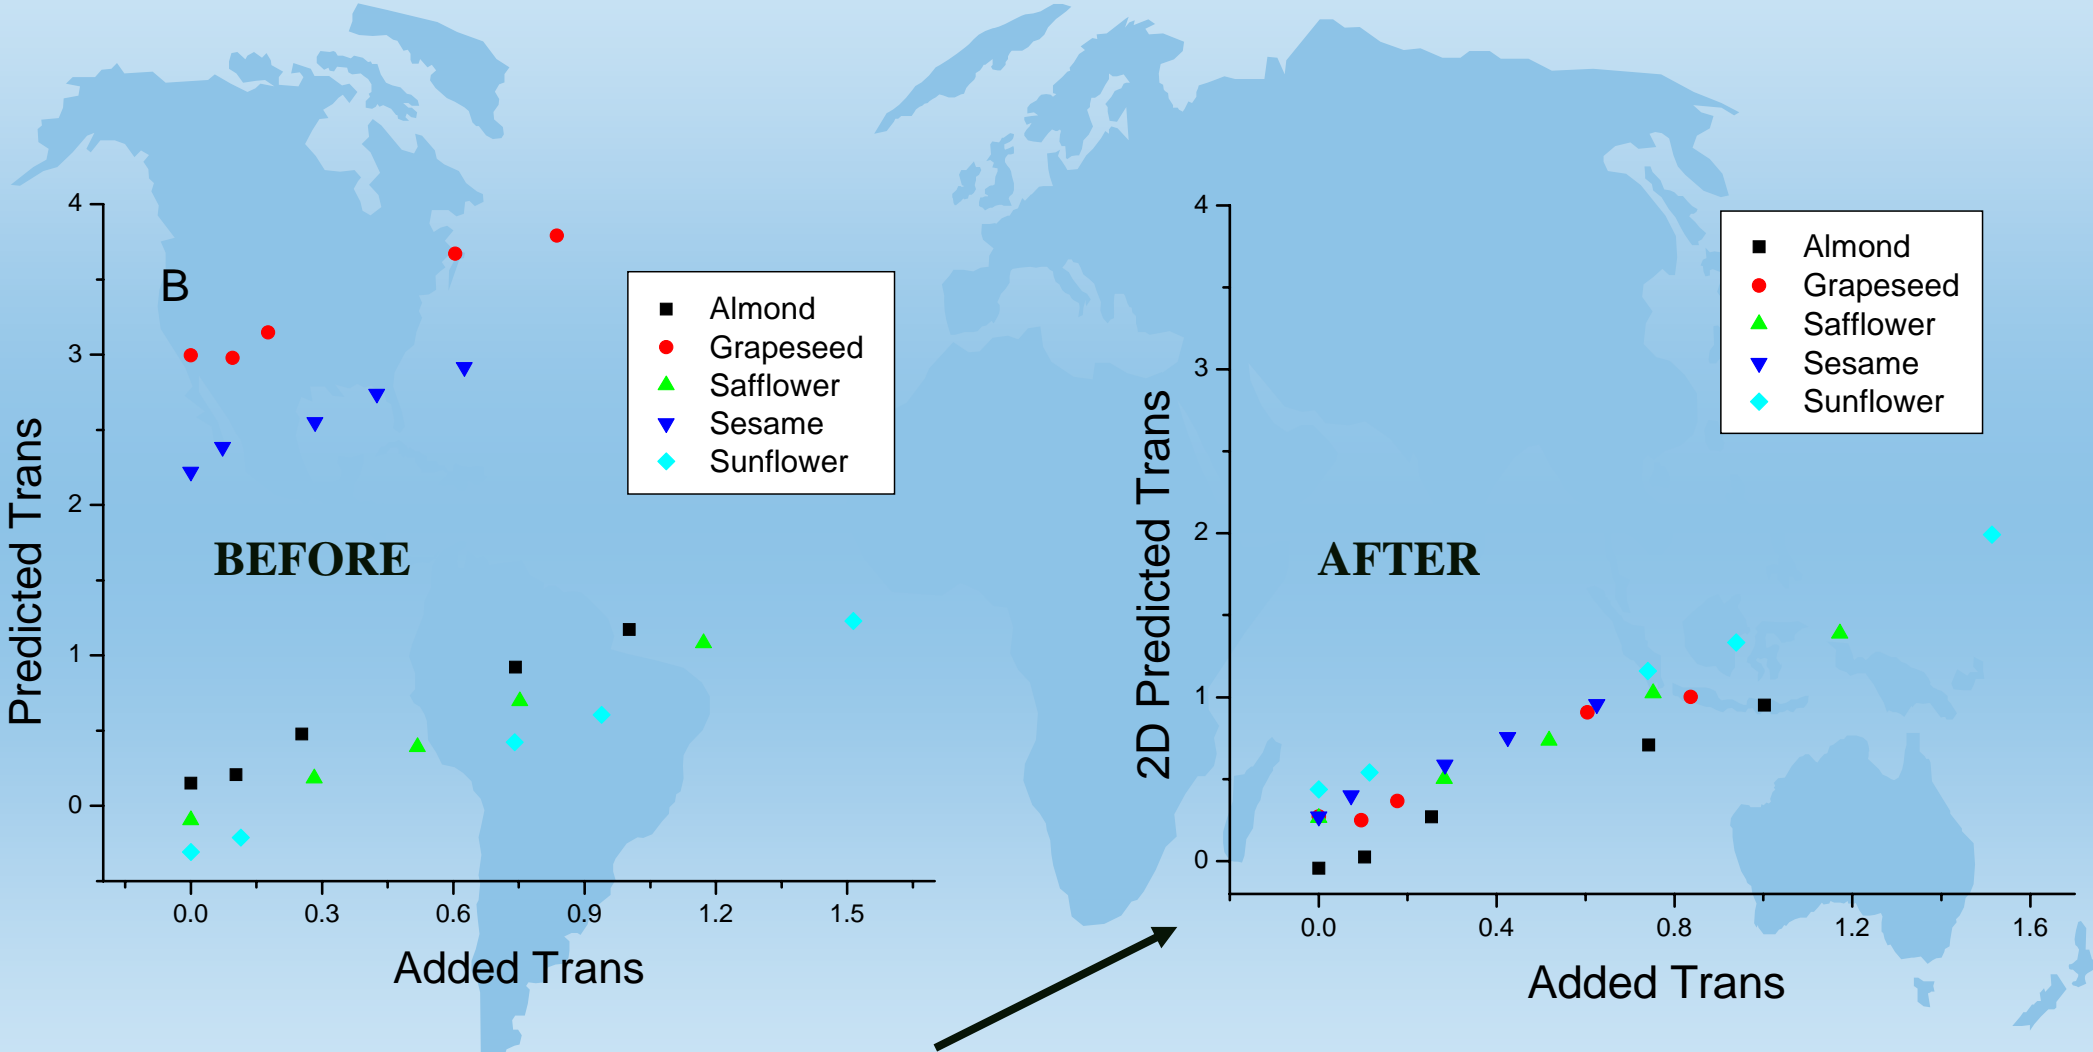 4
3
2
1
0
Predicted Trans
B
BEFORE
Almond
Grapeseed
Safflower
Sesame
Sunflower
0.0 0.3 0.6 0.9 1.2 1.5
Added Trans
4
3
2
1
0
2D Predicted Trans
AFTER
Almond
Grapeseed
Safflower
Sesame
Sunflower
0.0 0.4 0.8 1.2 1.6
Added Trans